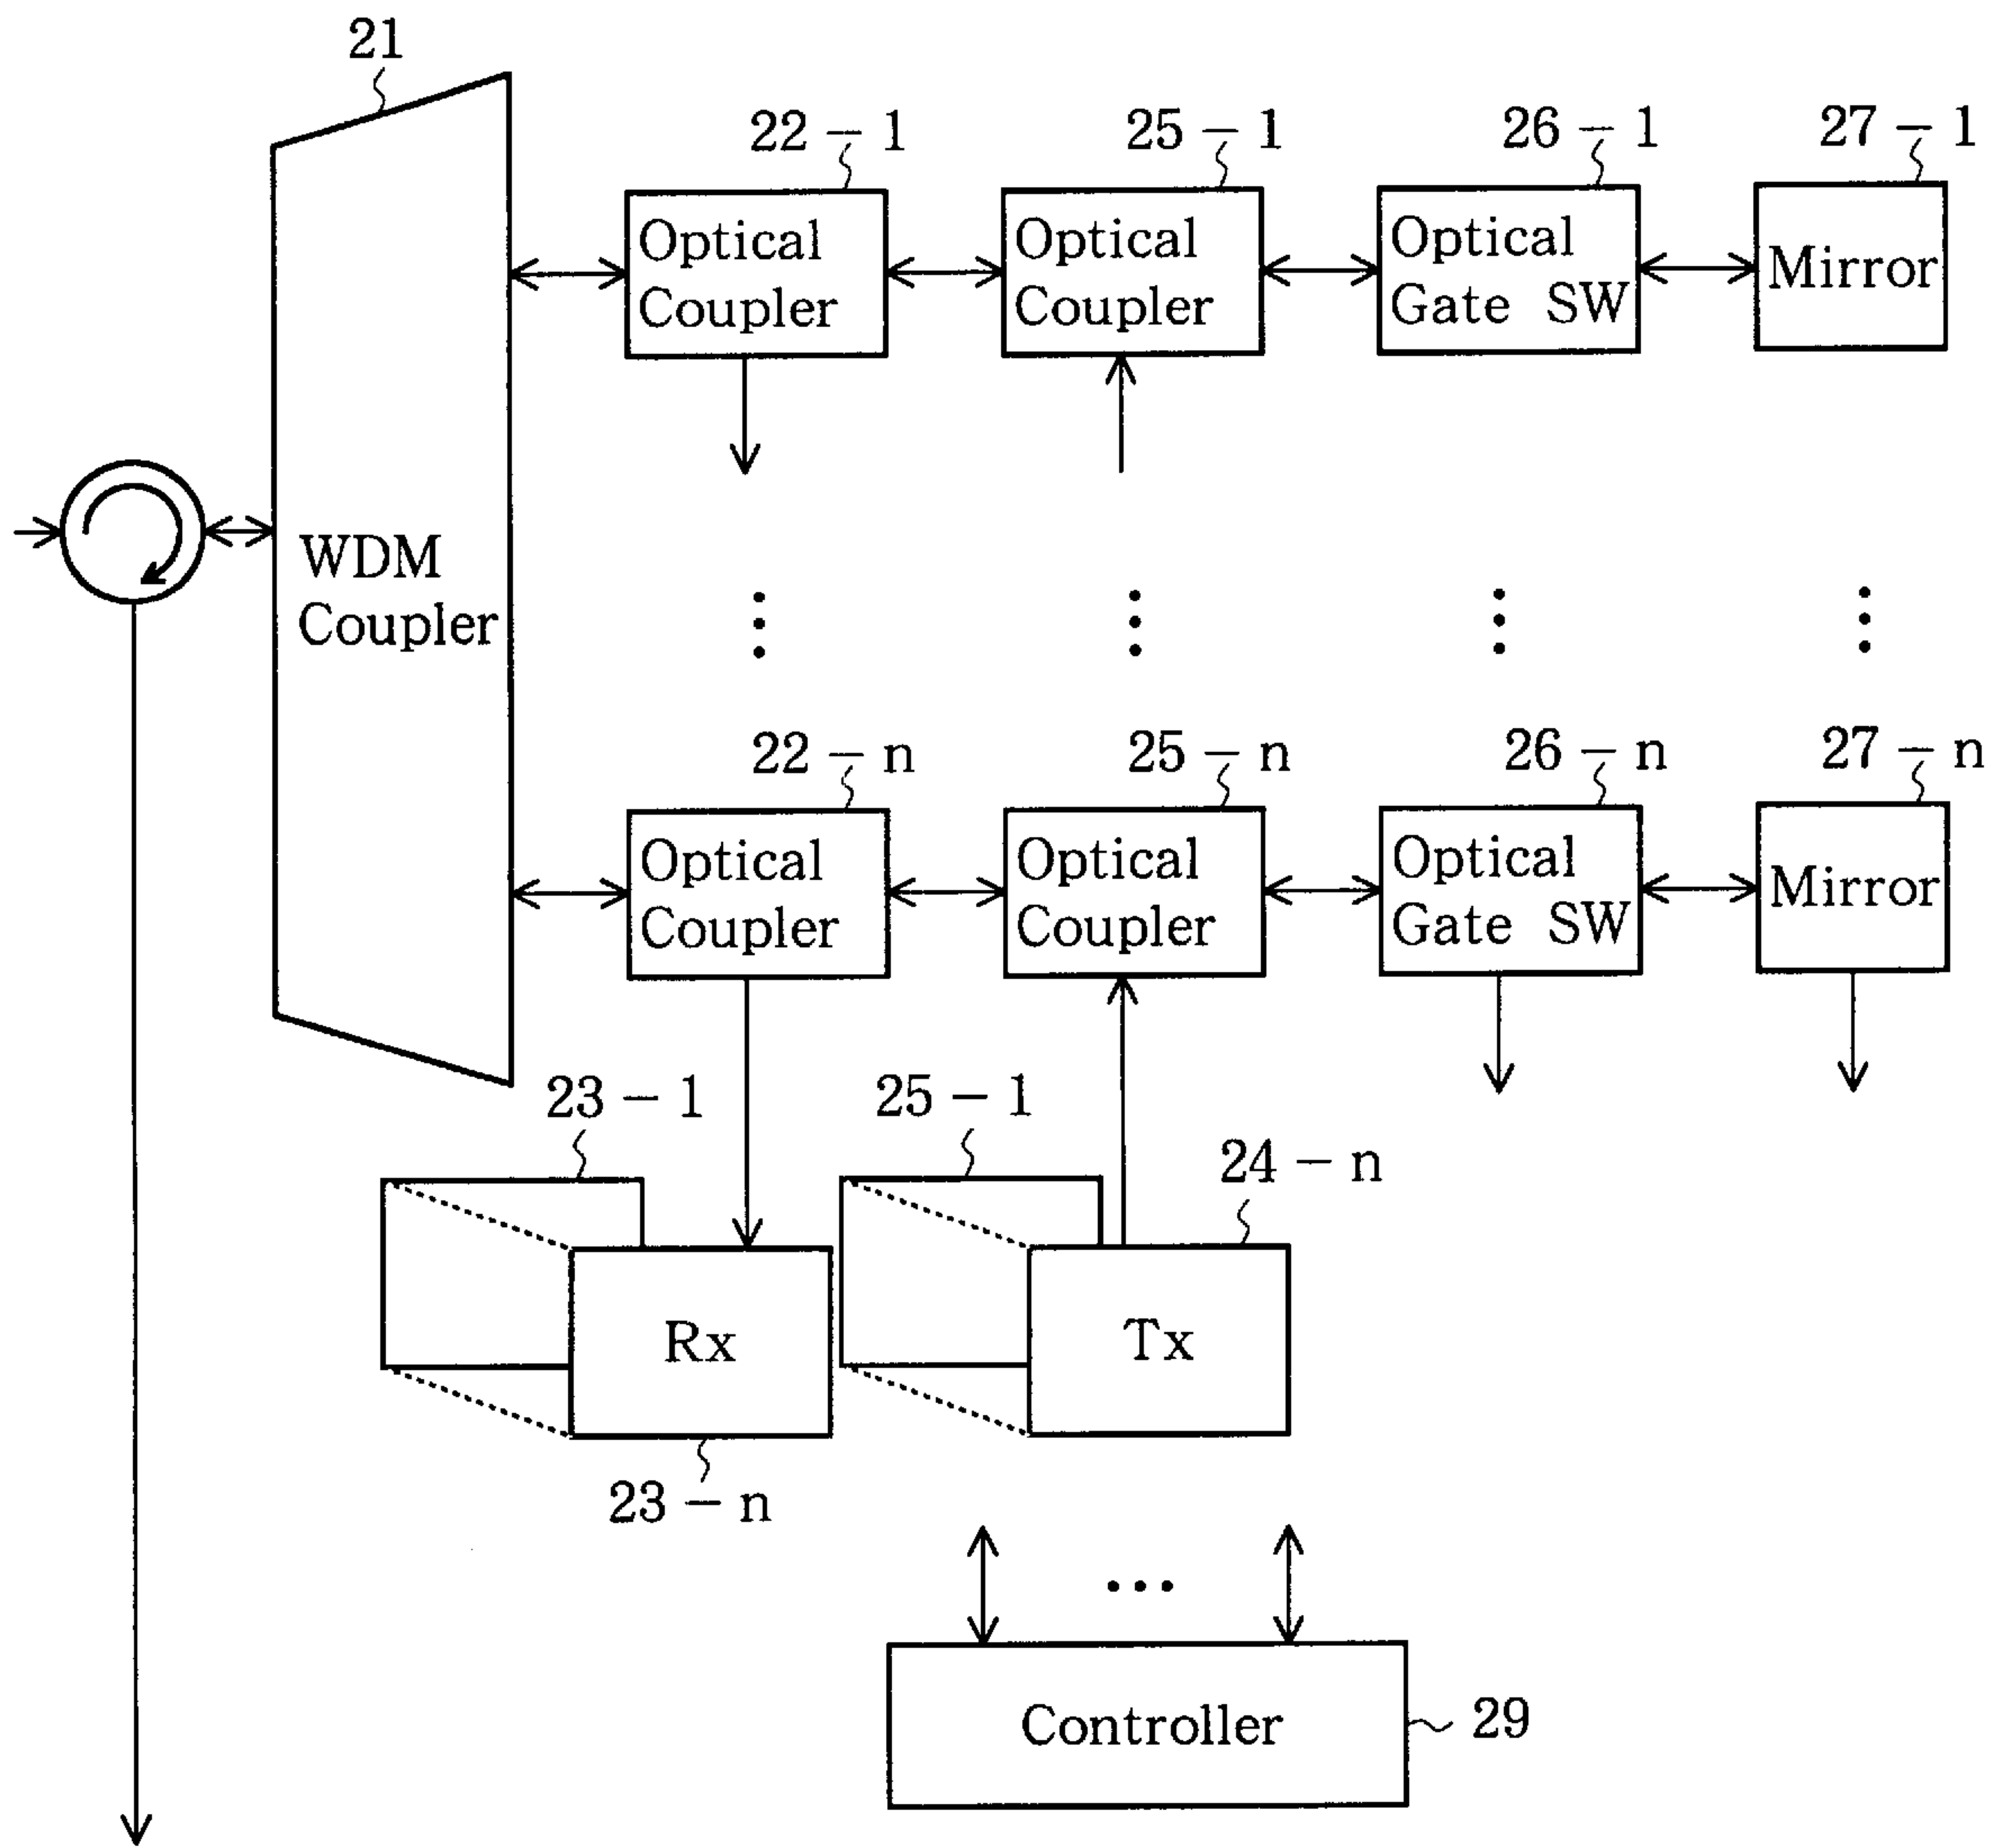 21
22-1
25-1
26-1
27-1
Optical
Coupler
Optical
Coupler
Optical
Gate SW
Mirror
WDM
Coupler
22-n
25-n
26-n
27-n
Optical
Coupler
Optical
Coupler
Optical
Gate SW
Mirror
23-1
25-1
24-n
Rx
Tx
23-n
Controller
29